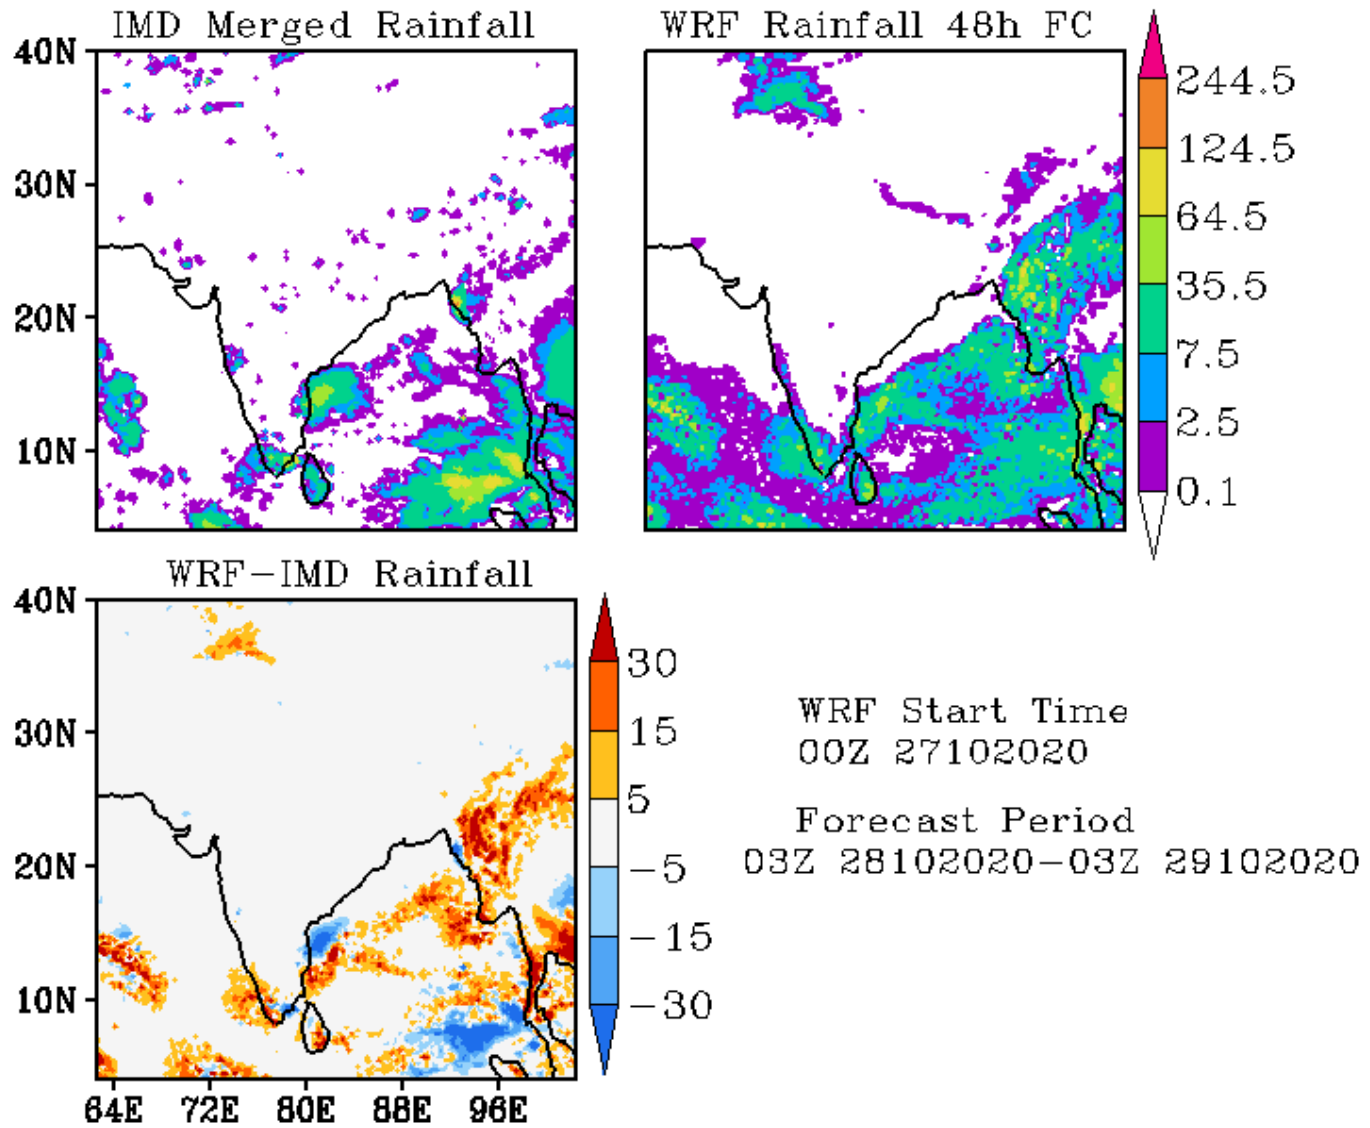 IMD Merged Rainfall
WRF Rainfall 48h FC
40N
30N
20N
10N
244.5
124.5
64.5
35.5
7.5
2.5
0.1
WRF-IMD Rainfall
40N
30N
20N
10N
64E 72E 80E 88E 96E
30
15
5
-5
-15
-30
WRF Start Time
00Z 27102020
Forecast Period
03Z 28102020-03Z 29102020